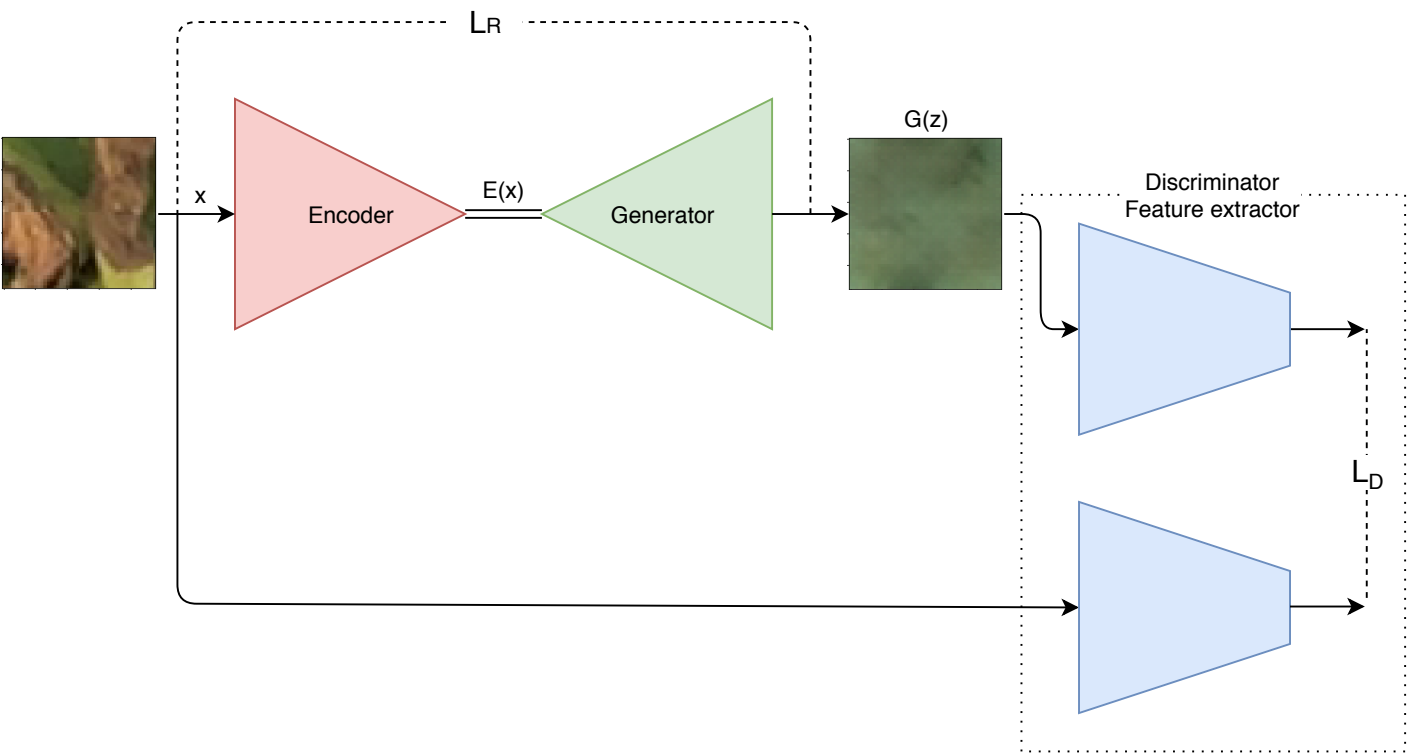 LR
G(z)
Discriminator
Feature extractor
x
E(x)
Encoder
Generator
LD